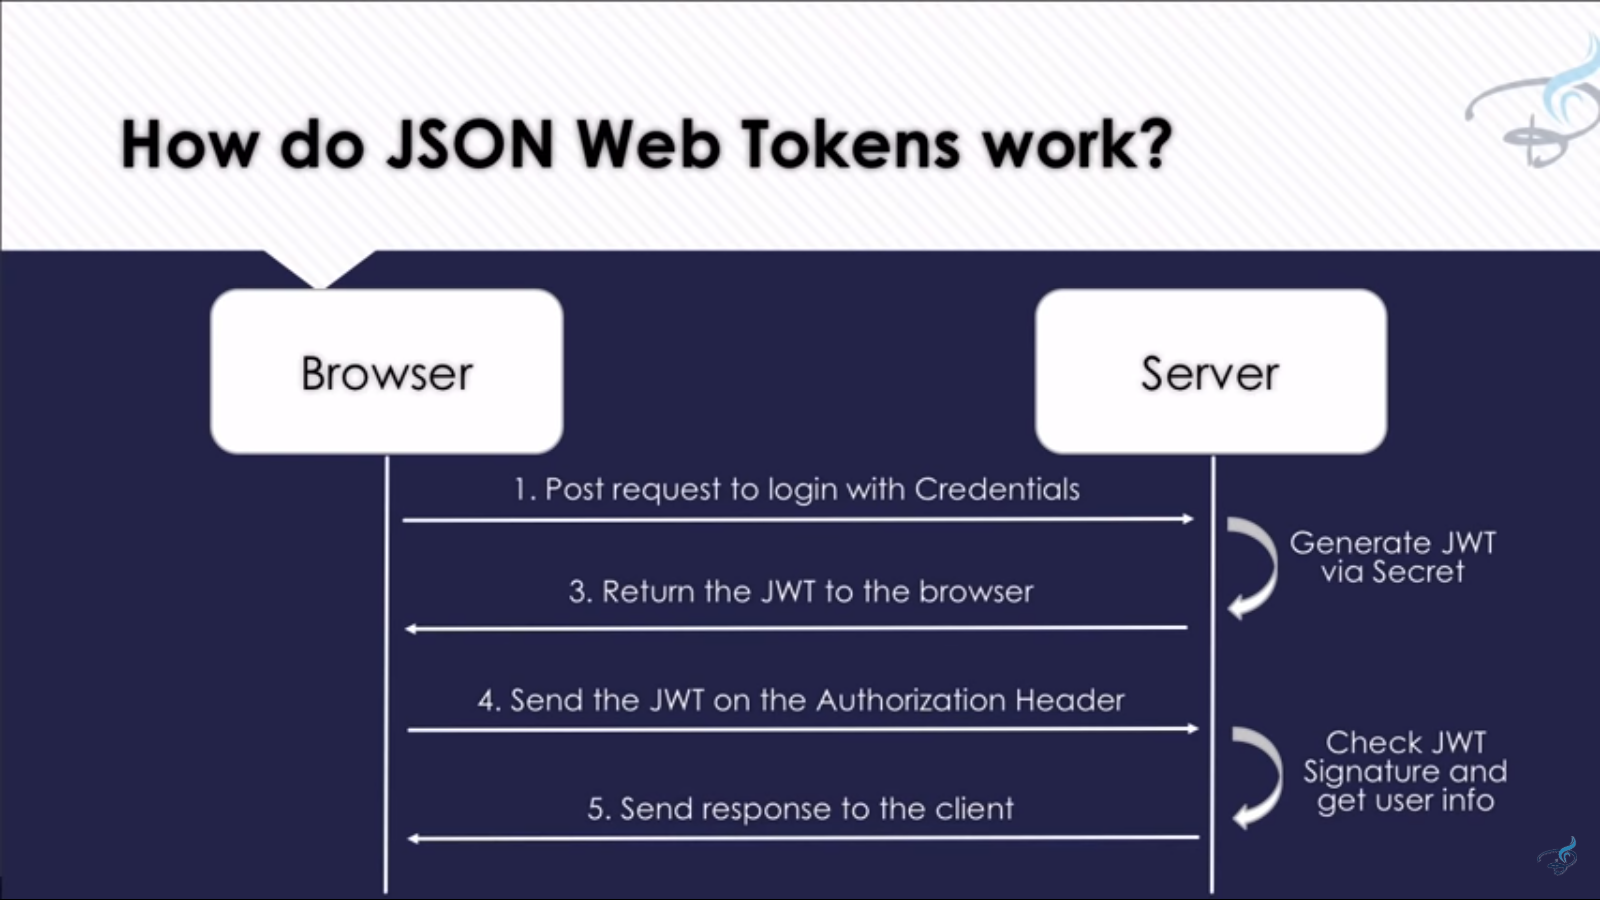 How do JSON Web Tokens work?
Browser
Server
1. Post request to login with Credentials
Generate JWT
via Secret
3. Return the JWT to the browser
4. Send the JWT on the Authorization Header
Check JWT
Signature and
get user info
5. Send response to the client